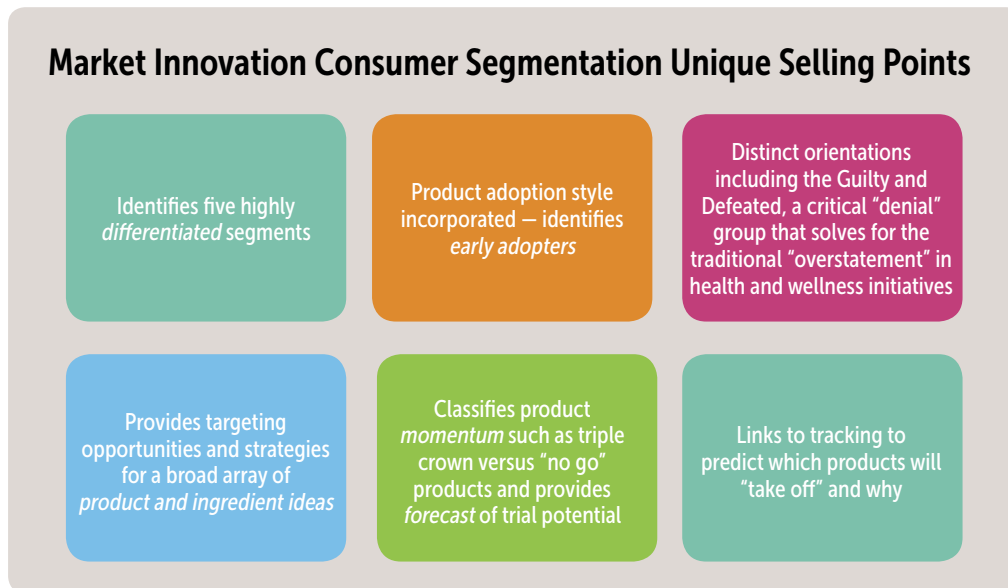 Market Innovation Consumer Segmentation Unique Selling Points
Identifies five highly
differentiated segments
Product adoption style
incorporated — identifies
early adopters
Distinct orientations
including the Guilty and
Defeated, a critical “denial”
group that solves for the
traditional “overstatement” in
health and wellness initiatives
Provides targeting
opportunities and strategies
for a broad array of
product and ingredient ideas
Classifies product
momentum such as triple
crown versus “no go”
products and provides
forecast of trial potential
Links to tracking to
predict which products will
“take off” and why